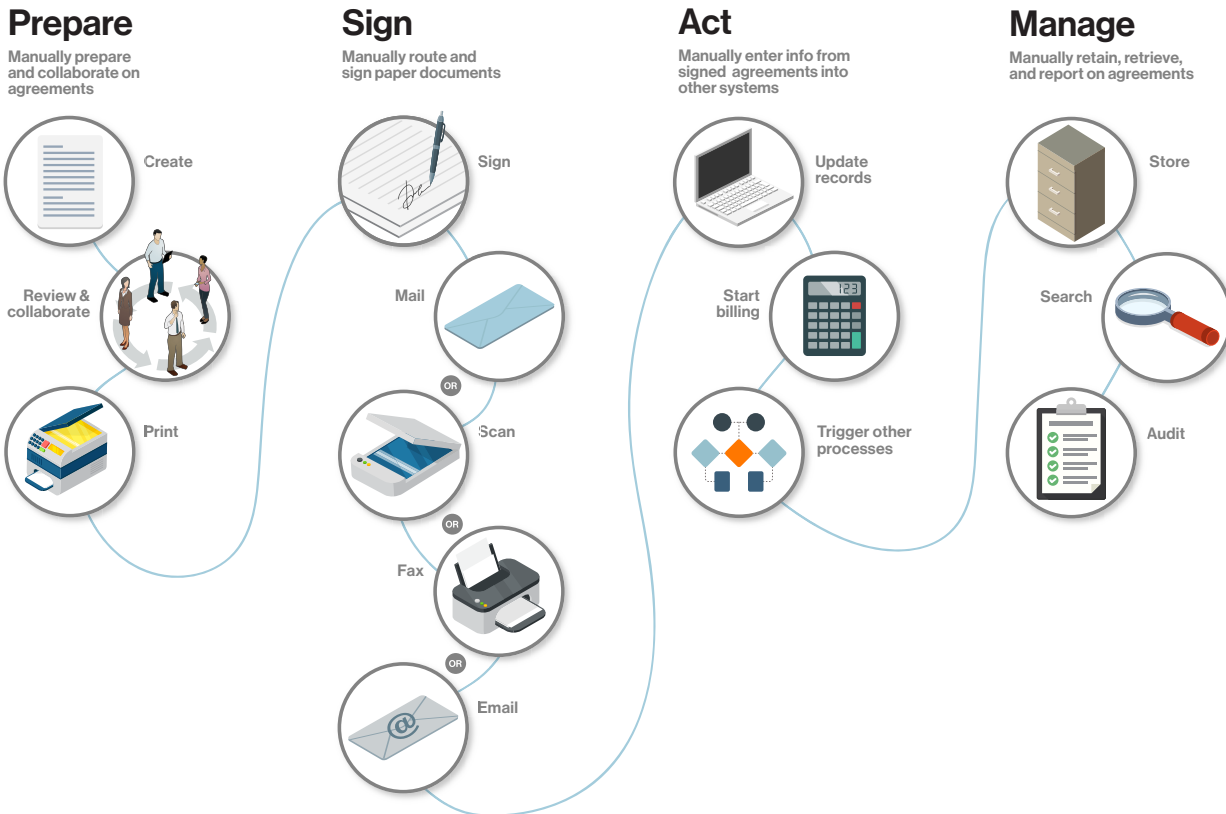 Prepare
Manually prepare
and collaborate on
agreements
Create
Review &
collaborate
Print
Sign
Manually route and
sign paper documents
Sign
Mail
OR
Scan
OR
Fax
OR
Email
@
Act
Manually enter info from
signed agreements into
other systems
Update
records
123
Start
billing
Trigger other
processes
Manage
Manually retain, retrieve,
and report on agreements
Store
Search
Audit